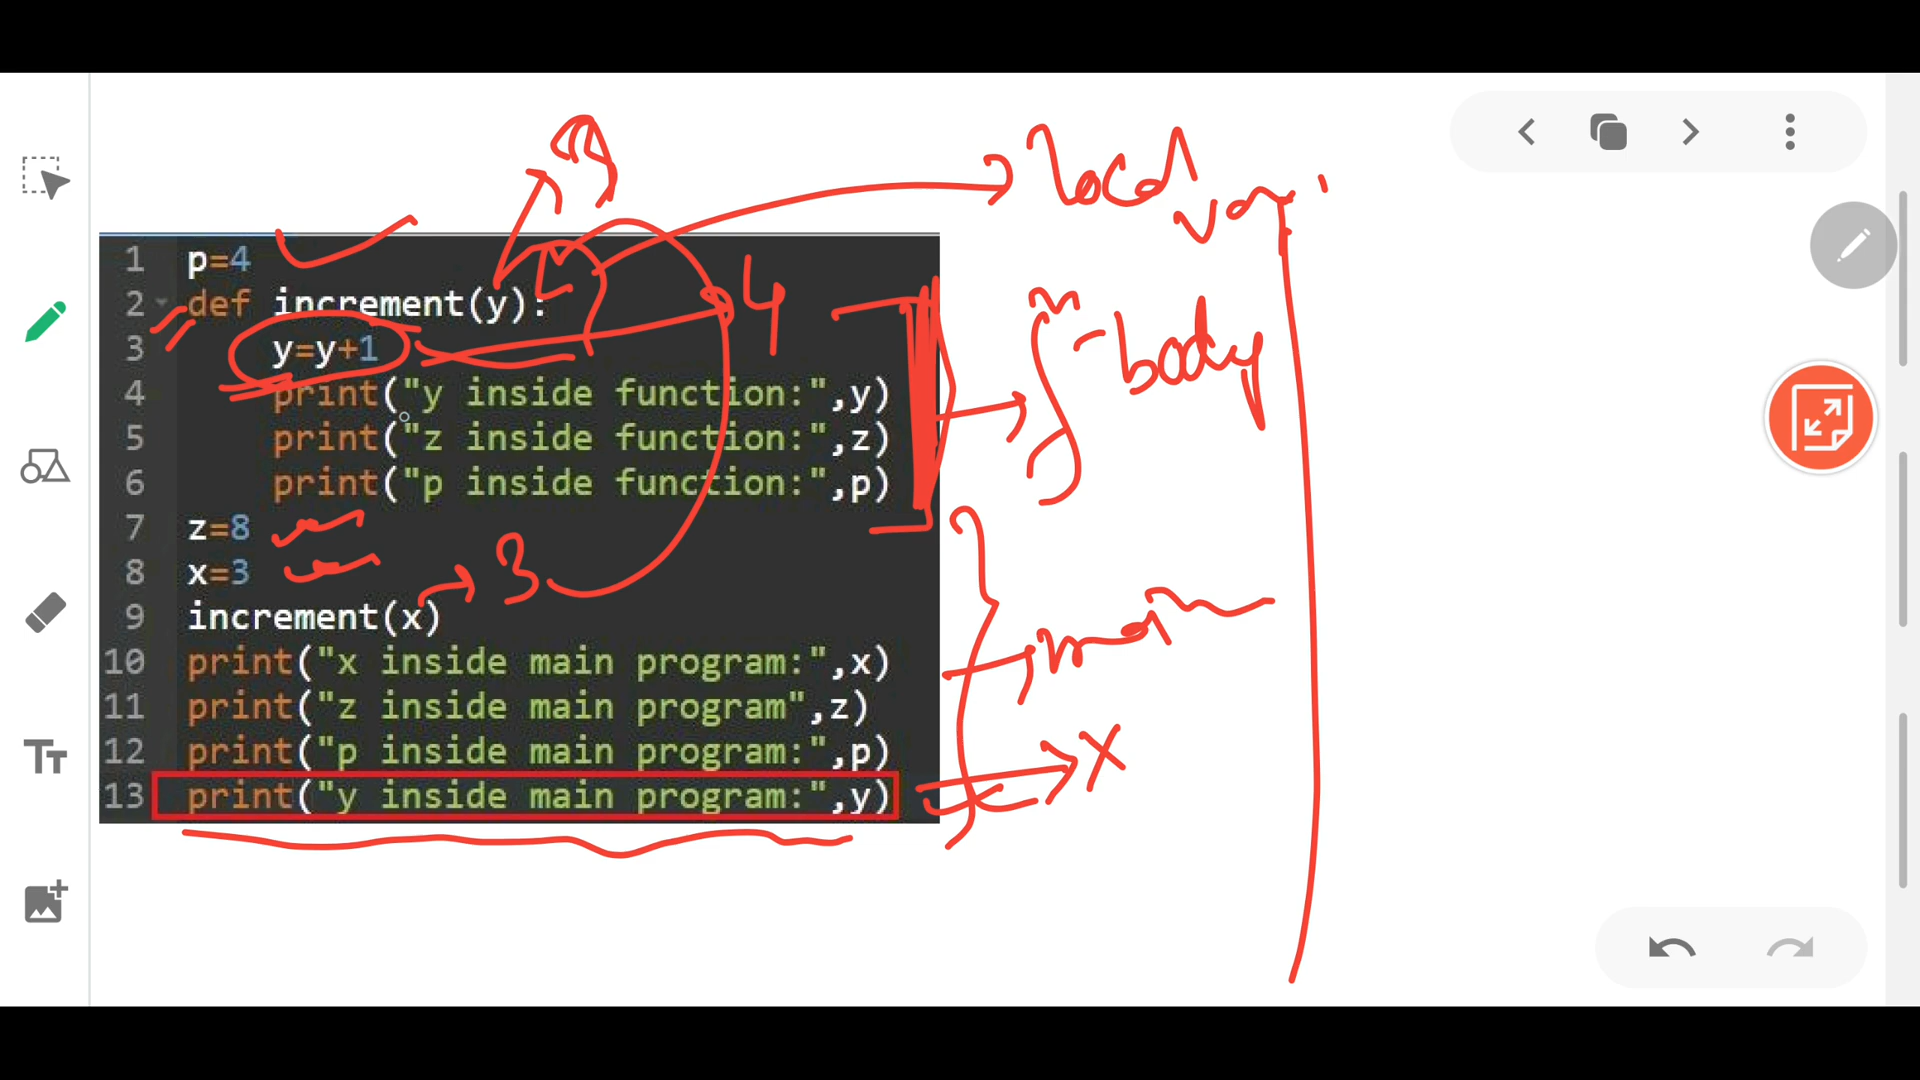 local
var.
1 p=4
2 def increment(y):
4
3 y=y+1
body
4 print("y inside function:",y)
5 print("z inside function:",z)
6 print("p inside function:",p)
7 z=8
8 x=3
3
9 increment(x)
10 print("x inside main program:",x)
11 print("z inside main program",z)
12 print("p inside main program:",p)
X
13 print("y inside main program:",y)
Tт